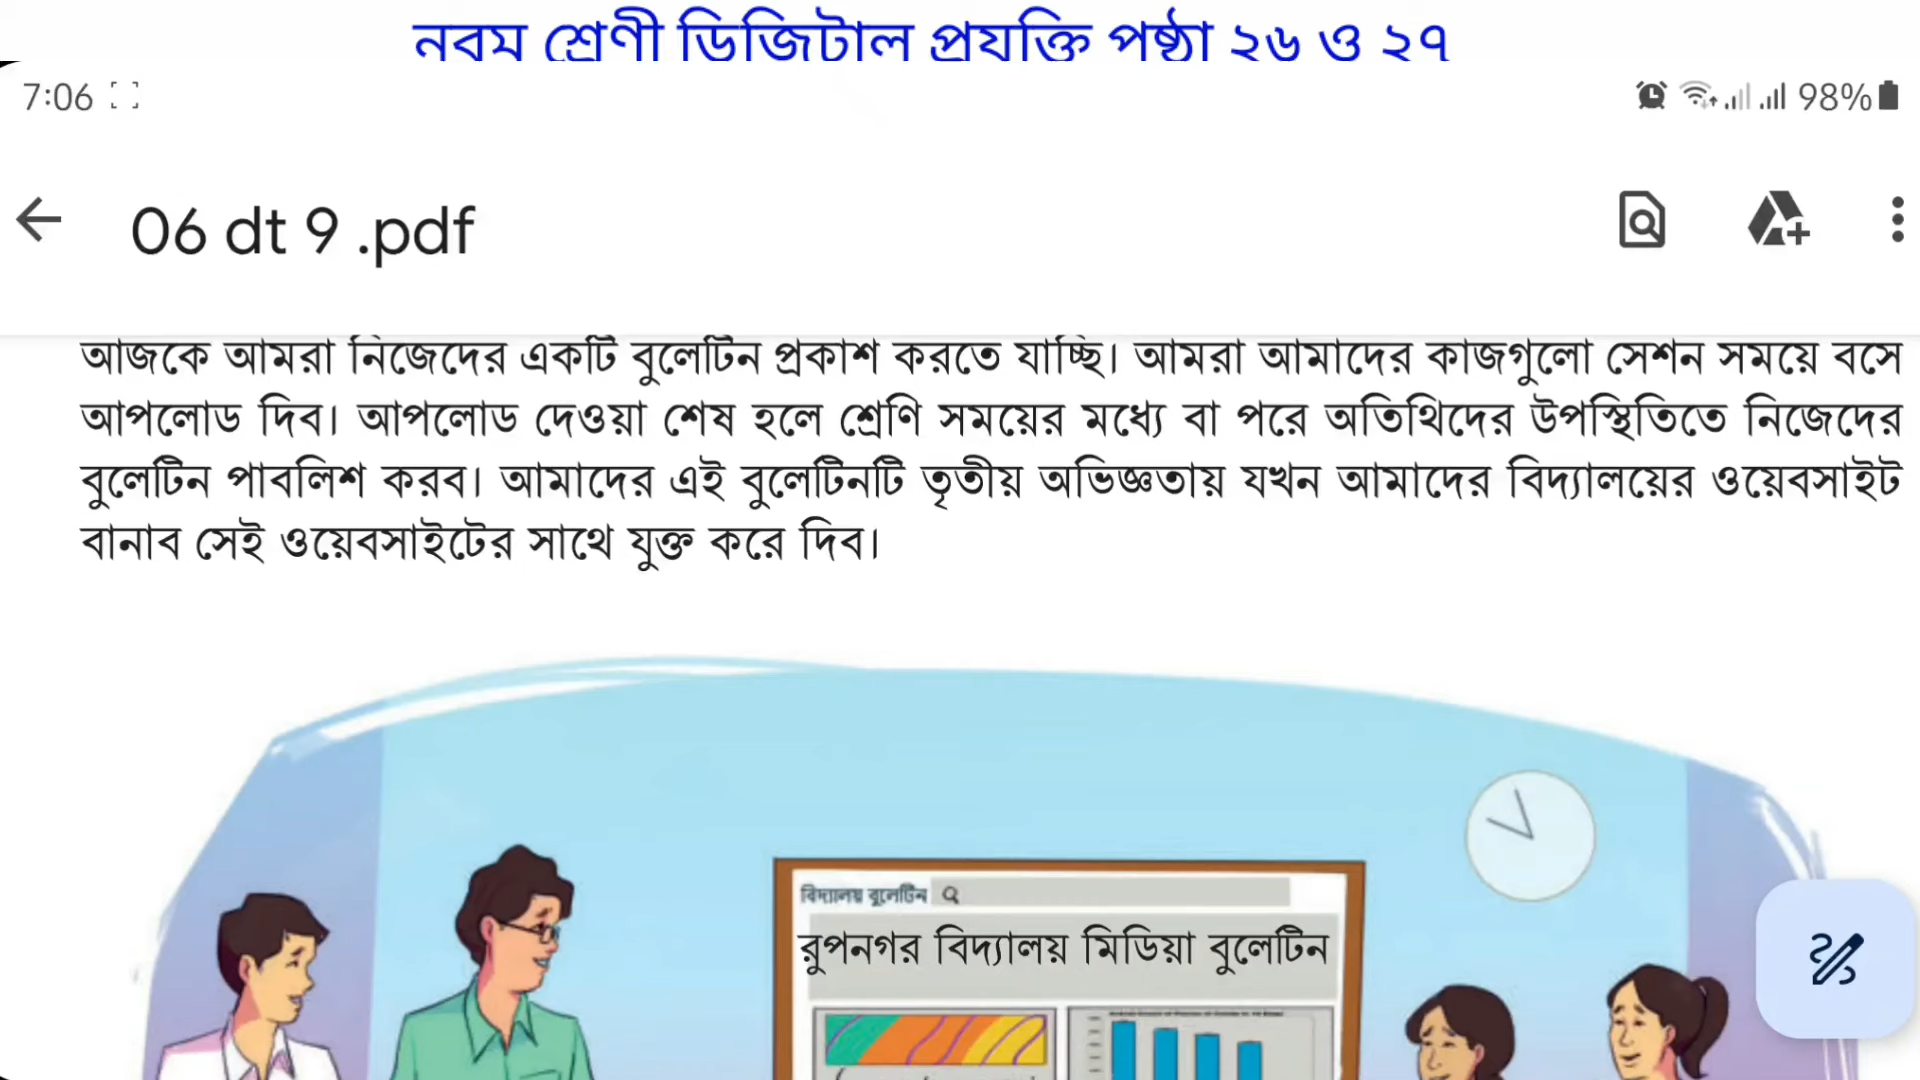 নবম শ্রেণী ডিজিটাল প্রযক্তি পষ্ঠা ২৬ ও ২৭
7:06
98%
06 dt 9 .pdf
আজকে আমরা নিজেদের একটি বুলেটিন প্রকাশ করতে যাচ্ছি। আমরা আমাদের কাজগুলো সেশন সময়ে বসে
আপলোড দিব। আপলোড দেওয়া শেষ হলে শ্রেণি সময়ের মধ্যে বা পরে অতিথিদের উপস্থিতিতে নিজেদের
বুলেটিন পাবলিশ করব। আমাদের এই বুলেটিনটি তৃতীয় অভিজ্ঞতায় যখন আমাদের বিদ্যালয়ের ওয়েবসাইট
বানাব সেই ওয়েবসাইটের সাথে যুক্ত করে দিব।
বিদ্যালয় বুলেটিন
রুপনগর বিদ্যালয় মিডিয়া বুলেটিন